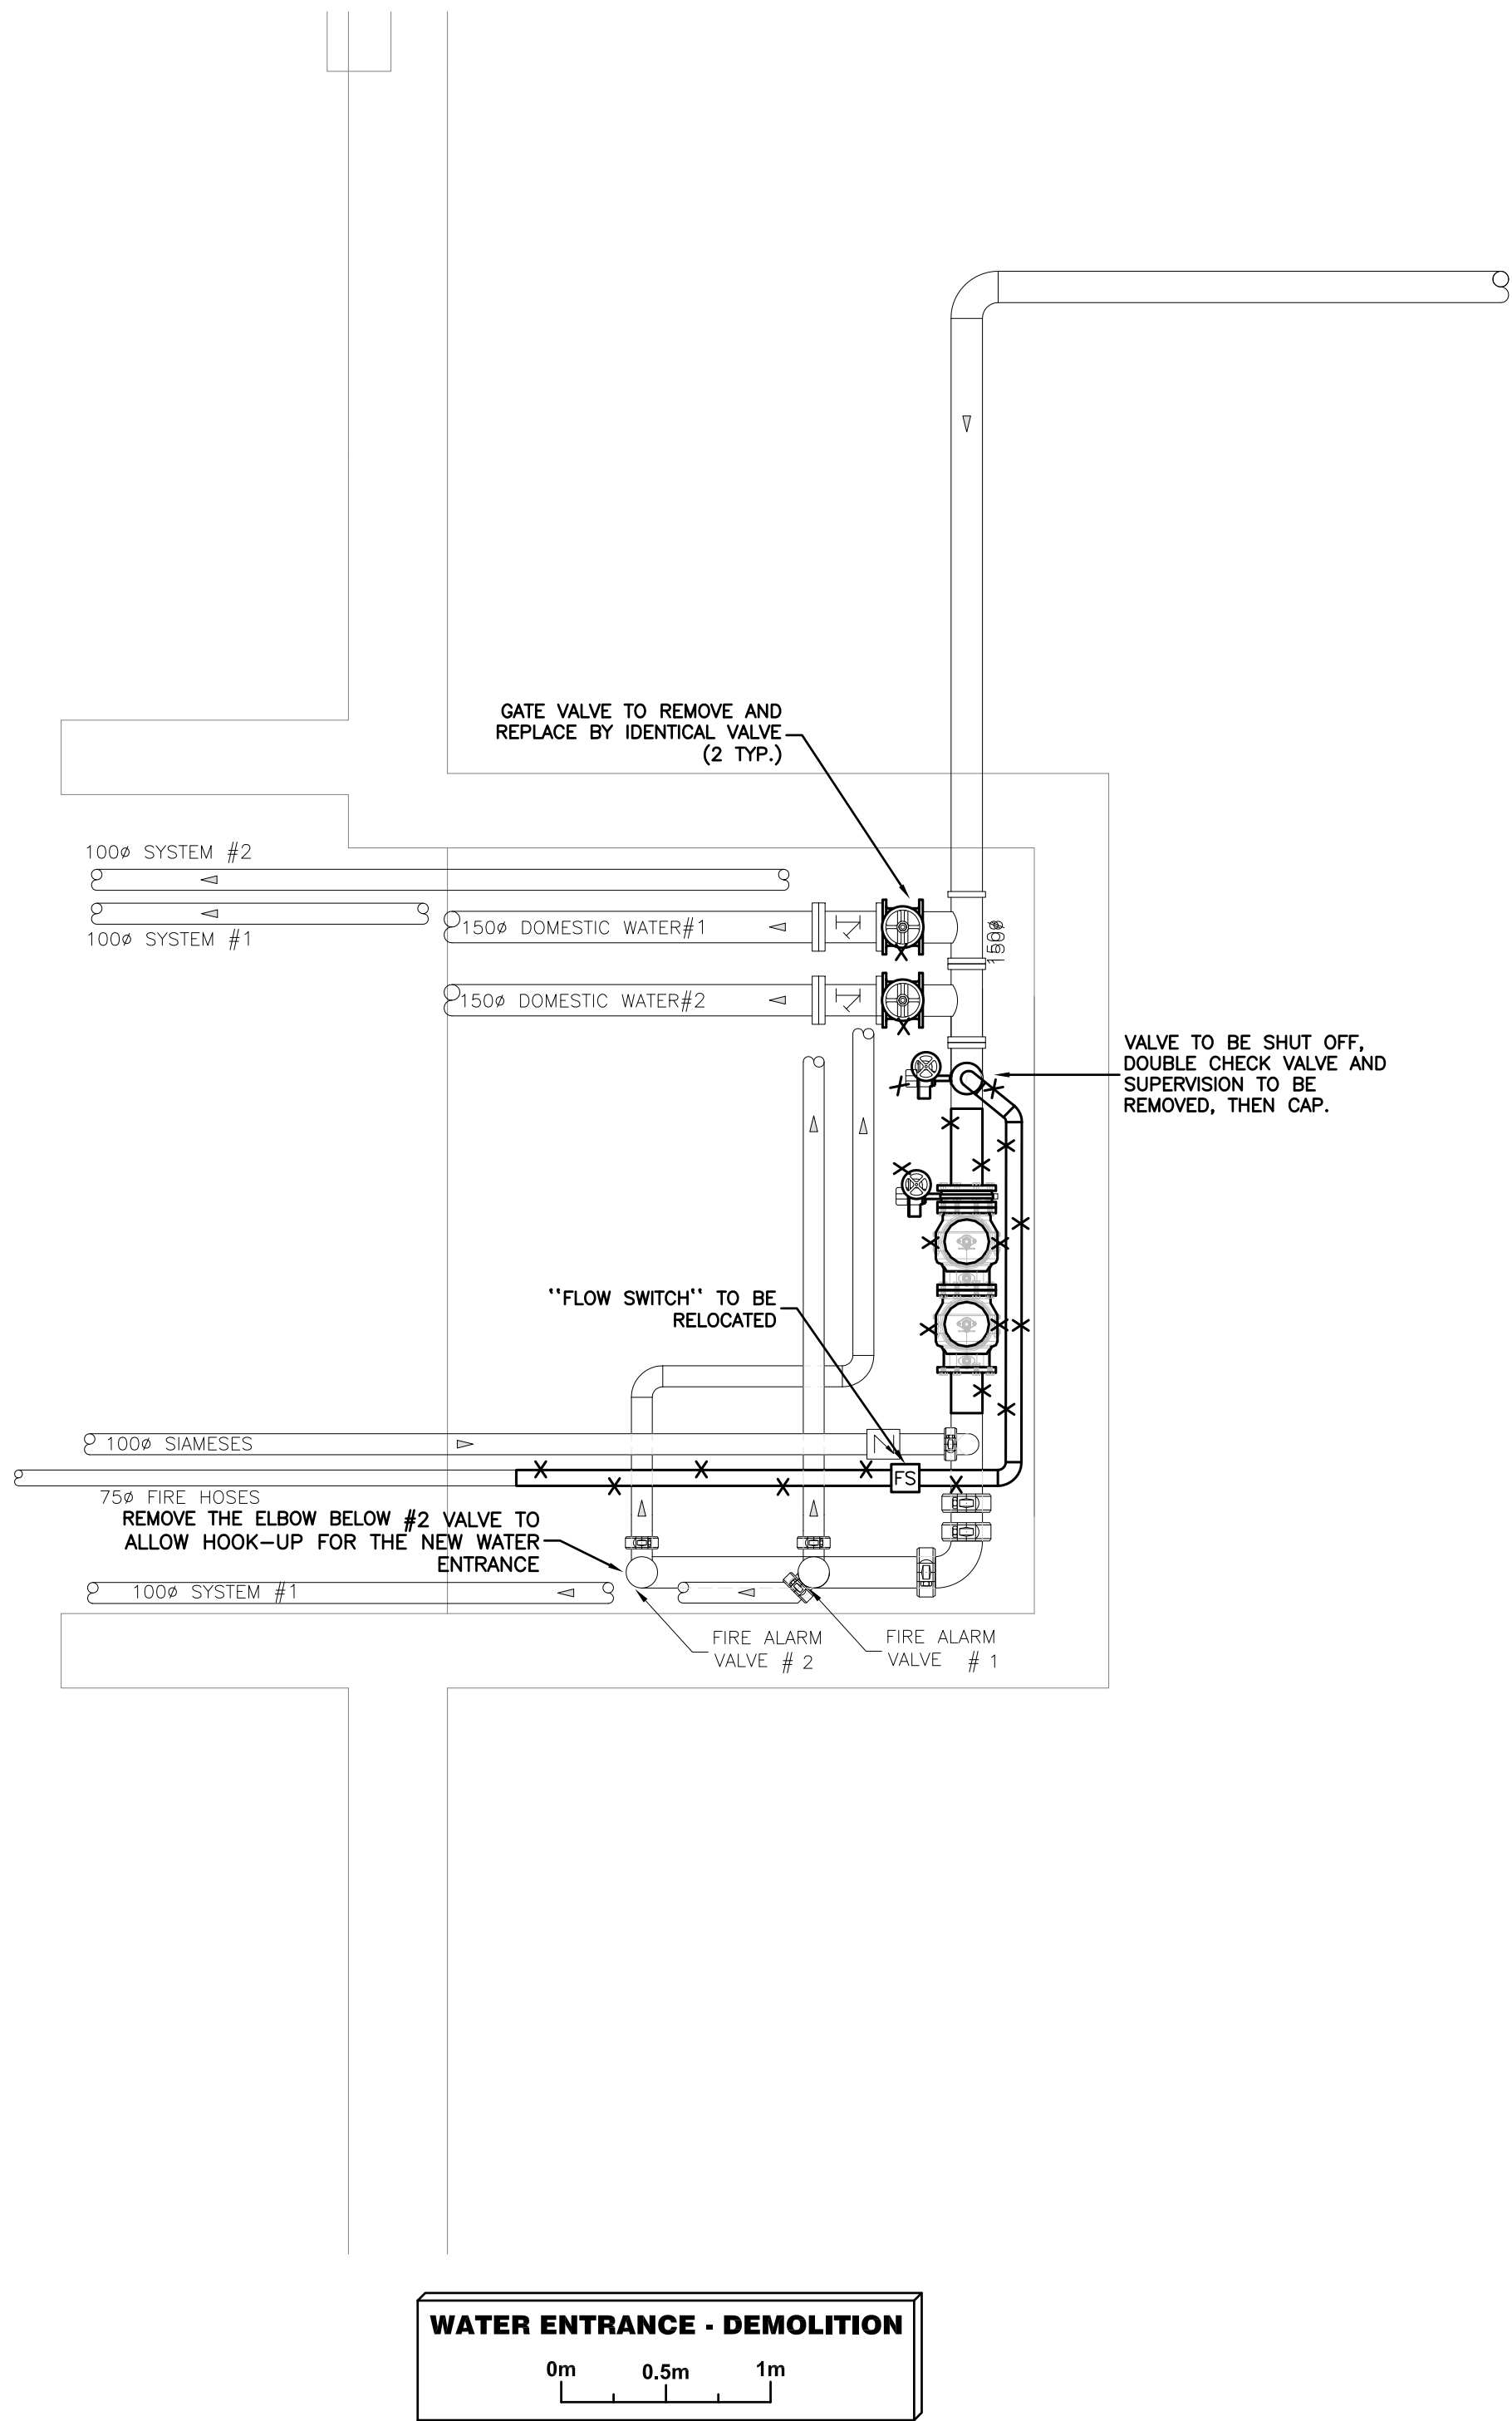 GATE VALVE TO REMOVE AND
REPLACE BY IDENTICAL VALVE
(2 TYP.)
100ø SYSTEM #2
100ø SYSTEM #1
150ø DOMESTIC WATER#1
150ø
150ø DOMESTIC WATER#2
VALVE TO BE SHUT OFF,
DOUBLE CHECK VALVE AND
SUPERVISION TO BE
REMOVED, THEN CAP.
"FLOW SWITCH" TO BE
RELOCATED
100ø SIAMESES
FS
75ø FIRE HOSES
REMOVE THE ELBOW BELOW #2 VALVE TO
ALLOW HOOK-UP FOR THE NEW WATER
ENTRANCE
100ø SYSTEM #1
FIRE ALARM
VALVE # 2
FIRE ALARM
VALVE # 1
WATER ENTRANCE - DEMOLITION
0m 0.5m 1m